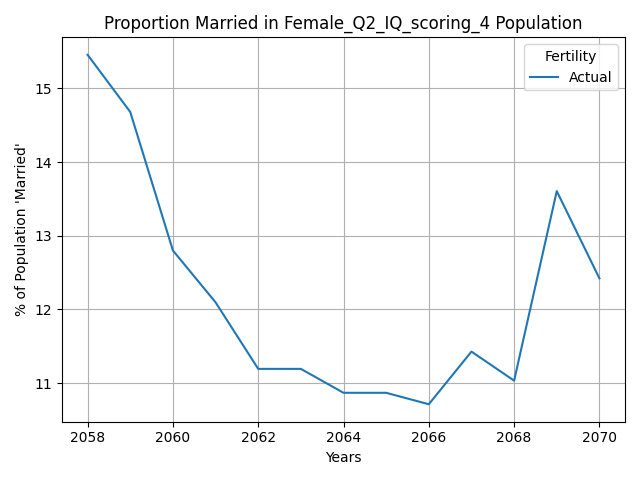 Proportion Married in Female_Q2_IQ_scoring_4 Population
Fertility
Actual
% of Population 'Married'
15
14
13
12
11
2058 2060 2062 2064 2066 2068 2070
Years